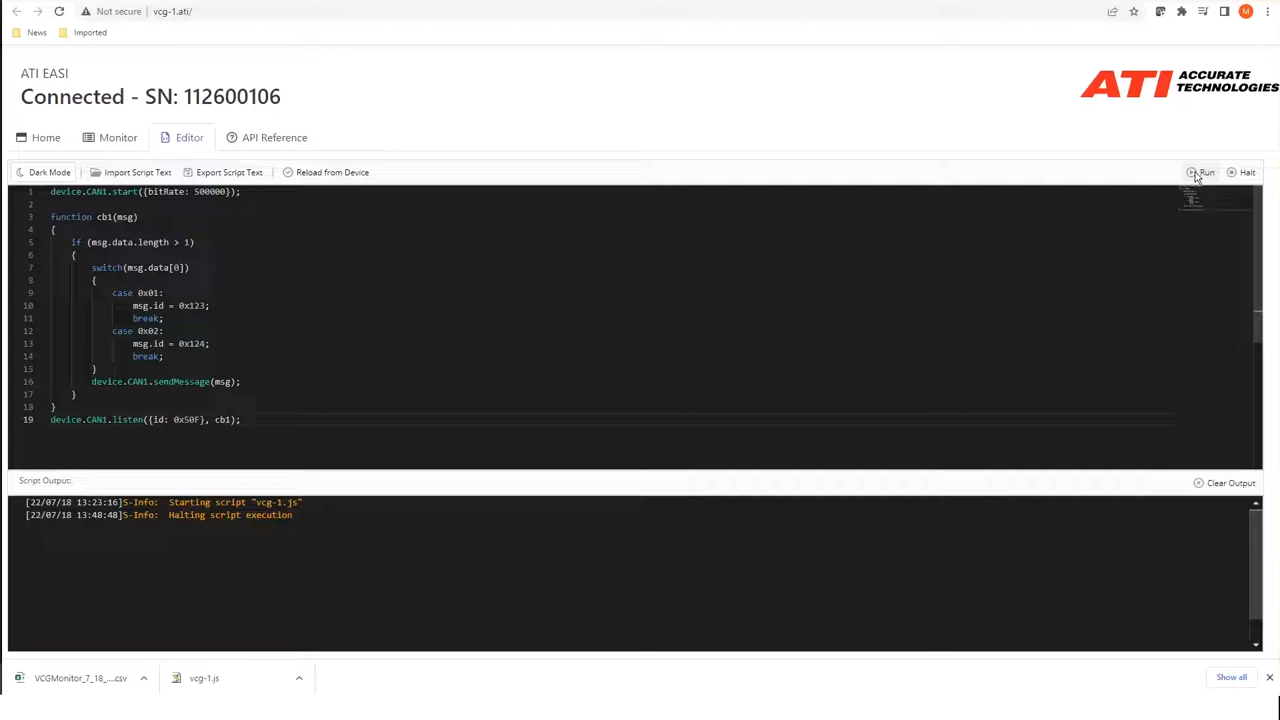 Not secure | vcg-1.ati/
M
News Imported
ATI EASI
Connected - SN: 112600106
ATI ACCURATE TECHNOLOGIES
Home Monitor Editor API Reference
Dark Mode Import Script Text Export Script Text Reload from Device Run Halt
1 device.CAN1.start({bitRate: 500000});
2
3 function cb1(msg)
4 {
5 if (msg.data.length > 1)
6 {
7 switch(msg.data[0])
8 {
9 case 0x01:
10 msg.id = 0x123;
11 break;
12 case 0x02:
13 msg.id = 0x124;
14 break;
15 }
16 device.CAN1.sendMessage(msg);
17 }
18 }
19 device.CAN1.listen({id: 0x50F}, cb1);
Script Output:
Clear Output
[22/07/18 13:23:16]S-Info: Starting script "vcg-1.js"
[22/07/18 13:48:48]S-Info: Halting script execution
VCGMonitor_7_18_....csv vcg-1.js Show all